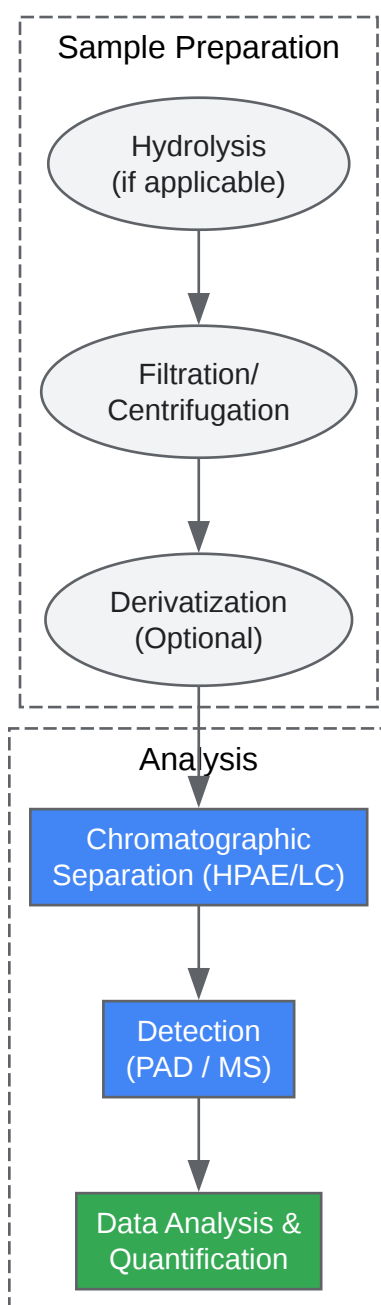 Sample Preparation
Hydrolysis
(if applicable)
Filtration/
Centrifugation
Derivatization
(Optional)
Analysis
Chromatographic
Separation (HPAE/LC)
Detection
(PAD / MS)
Data Analysis &
Quantification